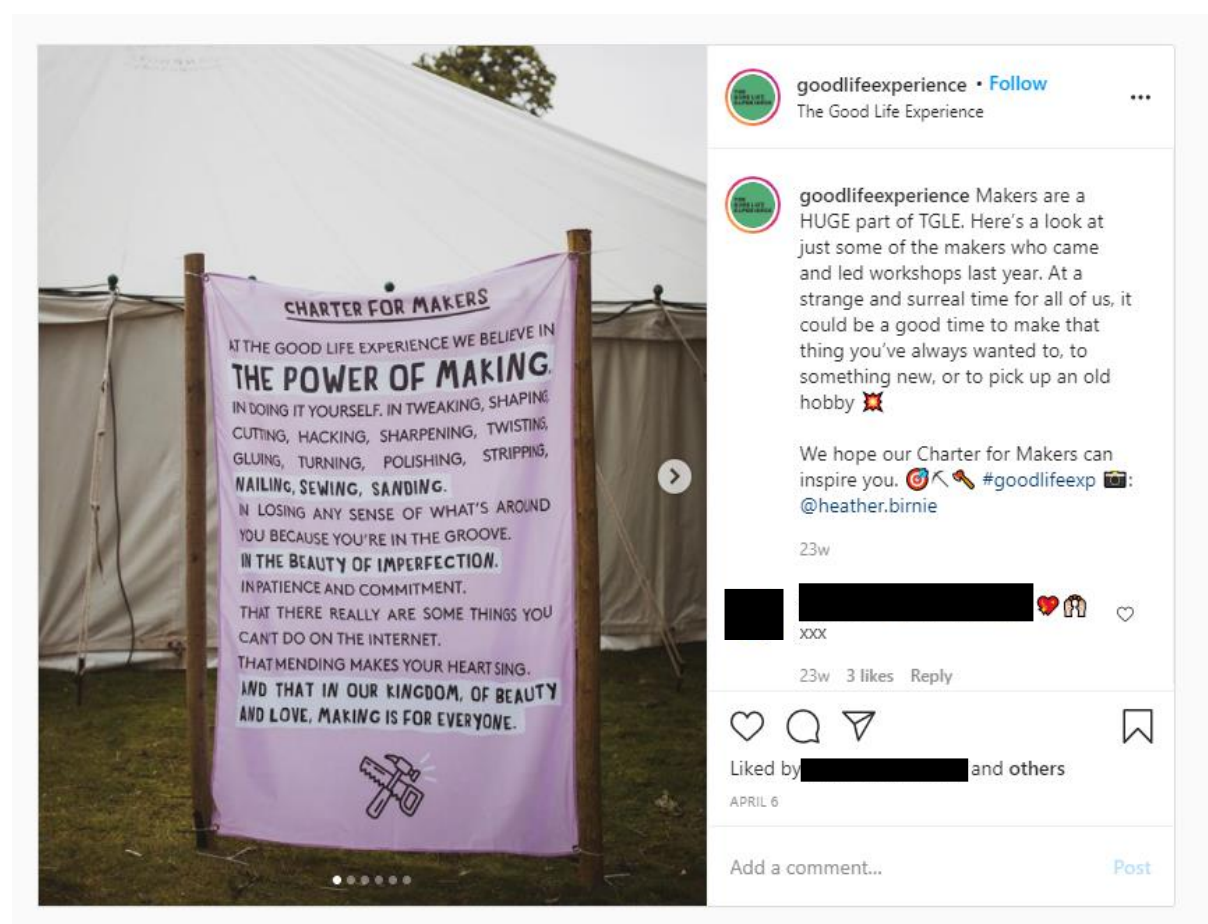 CHARTER FOR MAKERS
AT THE GOOD LIFE EXPERIENCE WE BELIEVE IN
THE POWER OF MAKING.
IN DOING IT YOURSELF. IN TWEAKING, SHAPING
CUTTING, HACKING, SHARPENING, TWISTING,
GLUING, TURNING, POLISHING, STRIPPING,
NAILING, SEWING, SANDING.
IN LOSING ANY SENSE OF WHAT'S AROUND
YOU BECAUSE YOU'RE IN THE GROOVE.
IN THE BEAUTY OF IMPERFECTION.
IN PATIENCE AND COMMITMENT.
THAT THERE REALLY ARE SOME THINGS YOU
CAN'T DO ON THE INTERNET.
THAT MENDING MAKES YOUR HEART SING.
AND THAT IN OUR KINGDOM, OF BEAUTY
AND LOVE, MAKING IS FOR EVERYONE.
THE GOOD LIFE EXPERIENCE
goodlifeexperience • Follow
The Good Life Experience
THE GOOD LIFE EXPERIENCE
goodlifeexperience Makers are a
HUGE part of TGLE. Here's a look at
just some of the makers who came
and led workshops last year. At a
strange and surreal time for all of us, it
could be a good time to make that
thing you've always wanted to, to
something new, or to pick up an old
hobby 💥
We hope our Charter for Makers can
inspire you. 🎯⛏🪓 #goodlifeexp 📷:
@heather.birnie
23w
💖🙌
xxx
23w 3 likes Reply
Liked by and others
APRIL 6
Add a comment... Post